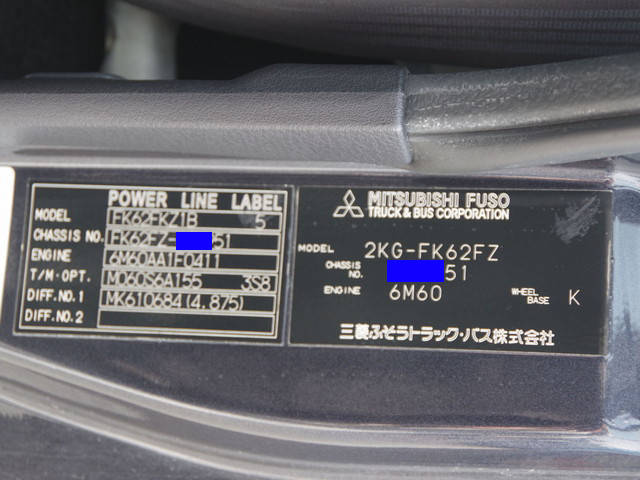 POWER LINE LABEL
MODEL FK62FKZ1B 5
CHASSIS NO. FK62FZ- 51
ENGINE 6M60AA1F0411
T/M·OPT. M060S6A155 3S8
DIFF.NO.1 MK610684(4.875)
DIFF.NO.2
MITSUBISHI FUSO
TRUCK & BUS CORPORATION
MODEL 2KG-FK62FZ
CHASSIS NO. 51
ENGINE 6M60 WHEEL BASE K
三菱ふそうトラック・バス株式会社